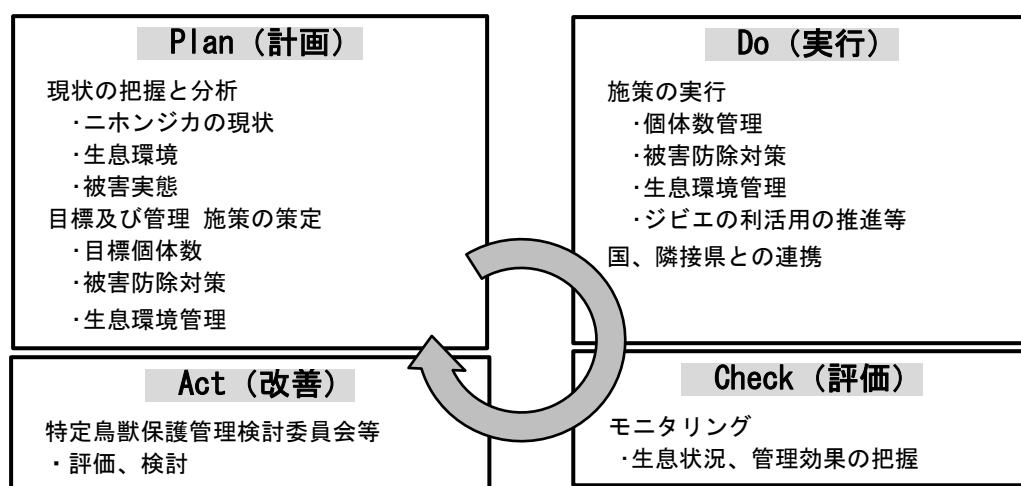 Plan（計画）
現状の把握と分析
・ニホンジカの現状
・生息環境
・被害実態
目標及び管理 施策の策定
・目標個体数
・被害防除対策
・生息環境管理
Do（実行）
施策の実行
・個体数管理
・被害防除対策
・生息環境管理
・ジビエの利活用の推進等
国、隣接県との連携
Act（改善）
特定鳥獣保護管理検討委員会等
・評価、検討
Check（評価）
モニタリング
・生息状況、管理効果の把握